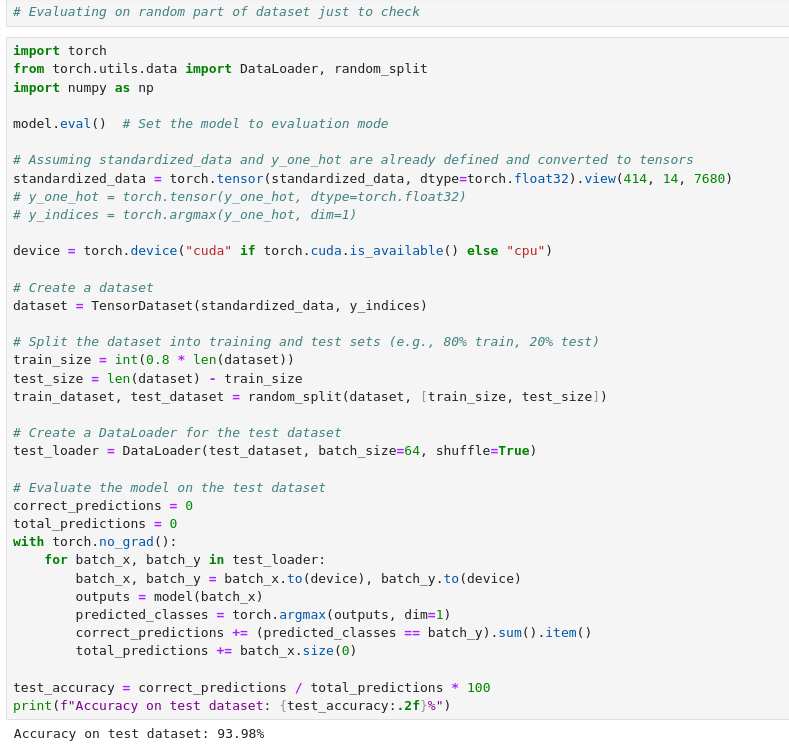 # Evaluating on random part of dataset just to check
import torch
from torch.utils.data import DataLoader, random_split
import numpy as np
model.eval()  # Set the model to evaluation mode
# Assuming standardized_data and y_one_hot are already defined and converted to tensors
standardized_data = torch.tensor(standardized_data, dtype=torch.float32).view(414, 14, 7680)
# y_one_hot = torch.tensor(y_one_hot, dtype=torch.float32)
# y_indices = torch.argmax(y_one_hot, dim=1)
device = torch.device("cuda" if torch.cuda.is_available() else "cpu")
# Create a dataset
dataset = TensorDataset(standardized_data, y_indices)
# Split the dataset into training and test sets (e.g., 80% train, 20% test)
train_size = int(0.8 * len(dataset))
test_size = len(dataset) - train_size
train_dataset, test_dataset = random_split(dataset, [train_size, test_size])
# Create a DataLoader for the test dataset
test_loader = DataLoader(test_dataset, batch_size=64, shuffle=True)
# Evaluate the model on the test dataset
correct_predictions = 0
total_predictions = 0
with torch.no_grad():
    for batch_x, batch_y in test_loader:
        batch_x, batch_y = batch_x.to(device), batch_y.to(device)
        outputs = model(batch_x)
        predicted_classes = torch.argmax(outputs, dim=1)
        correct_predictions += (predicted_classes == batch_y).sum().item()
        total_predictions += batch_x.size(0)
test_accuracy = correct_predictions / total_predictions * 100
print(f"Accuracy on test dataset: {test_accuracy:.2f}%")
Accuracy on test dataset: 93.98%